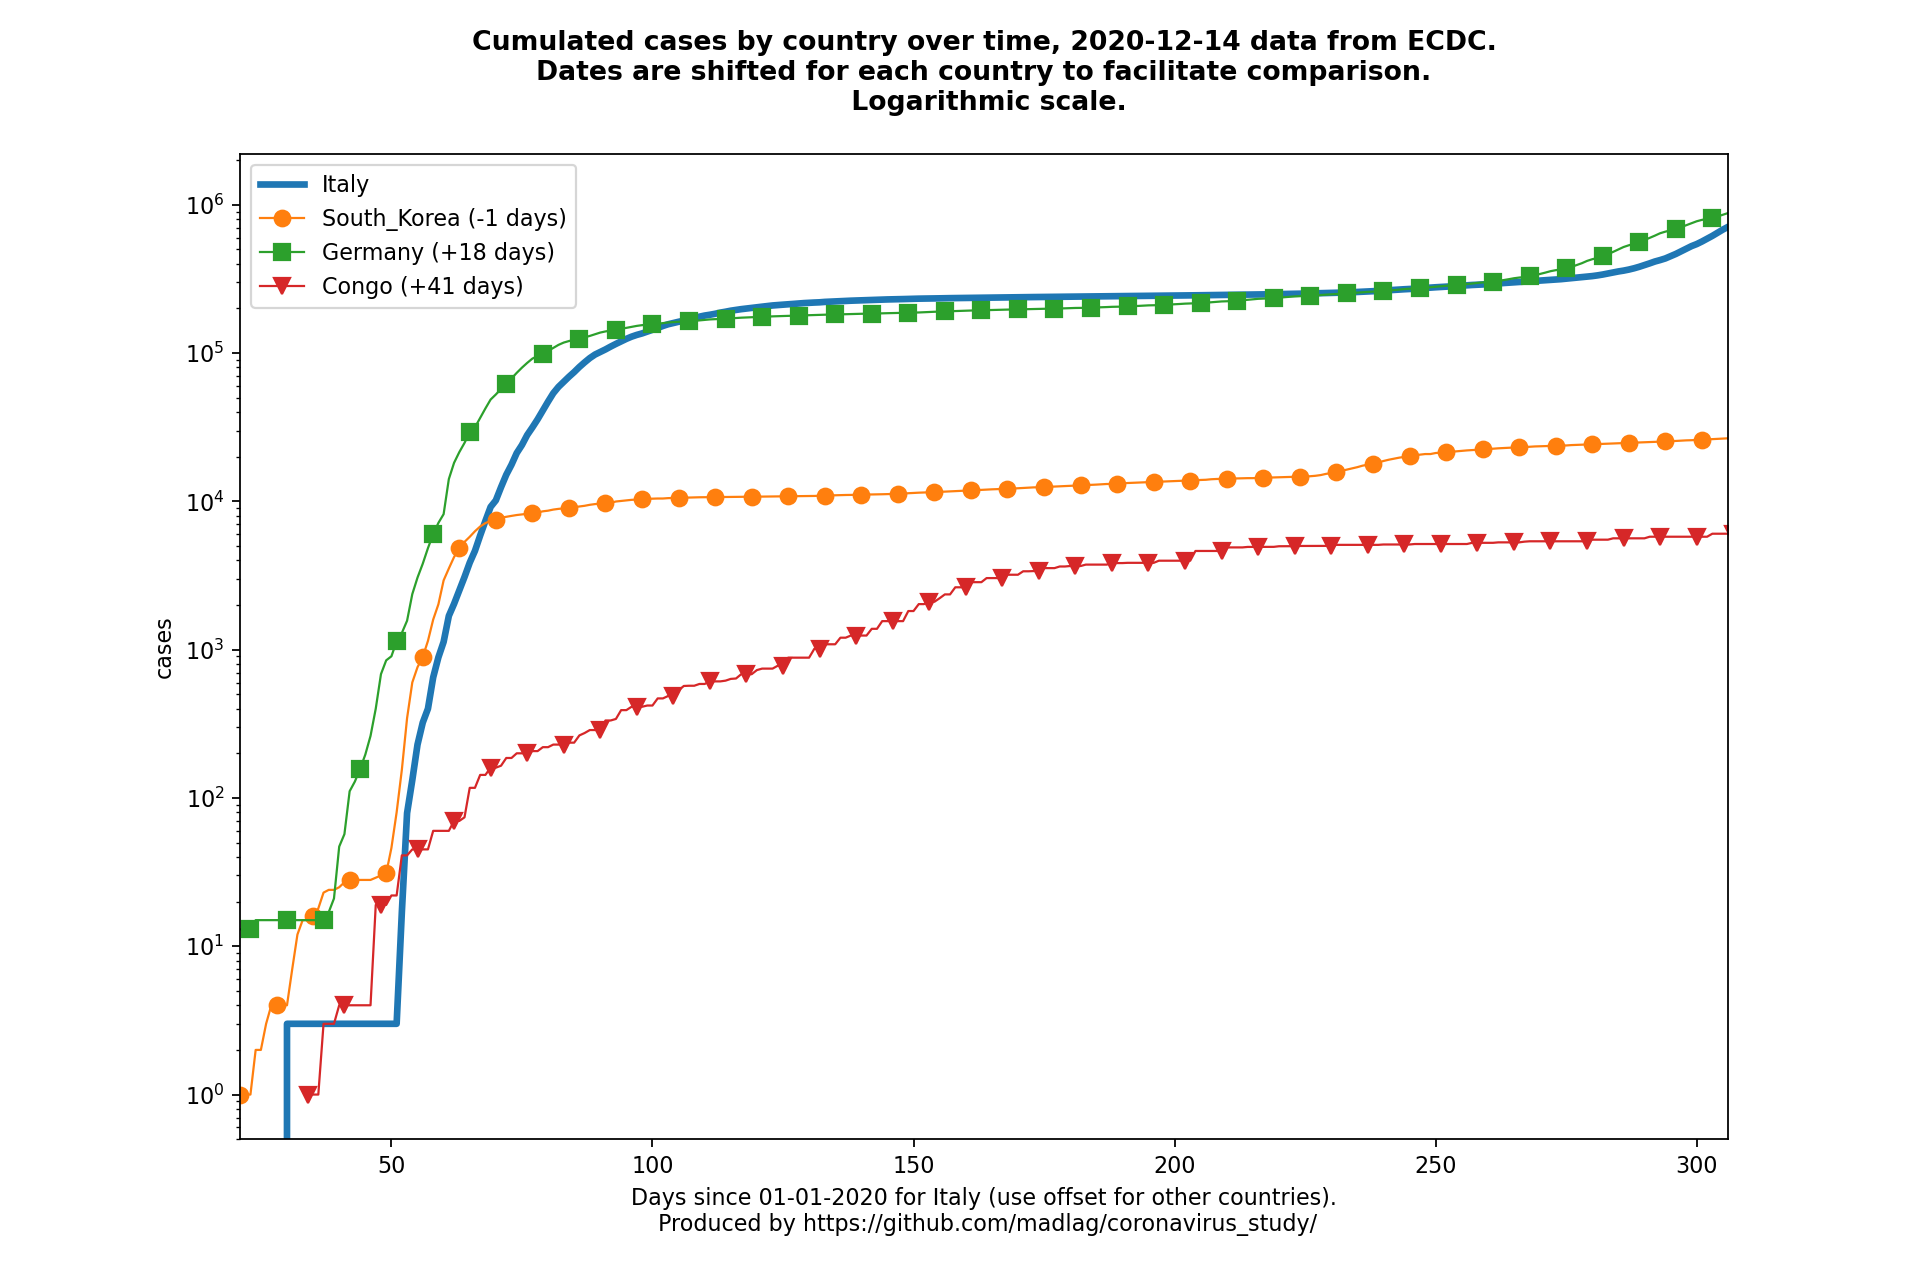 Cumulated cases by country over time, 2020-12-14 data from ECDC.
Dates are shifted for each country to facilitate comparison.
Logarithmic scale.
Italy
South_Korea (-1 days)
Germany (+18 days)
Congo (+41 days)
10^6
10^5
10^4
10^3
10^2
10^1
10^0
cases
50 100 150 200 250 300
Days since 01-01-2020 for Italy (use offset for other countries).
Produced by https://github.com/madlag/coronavirus_study/